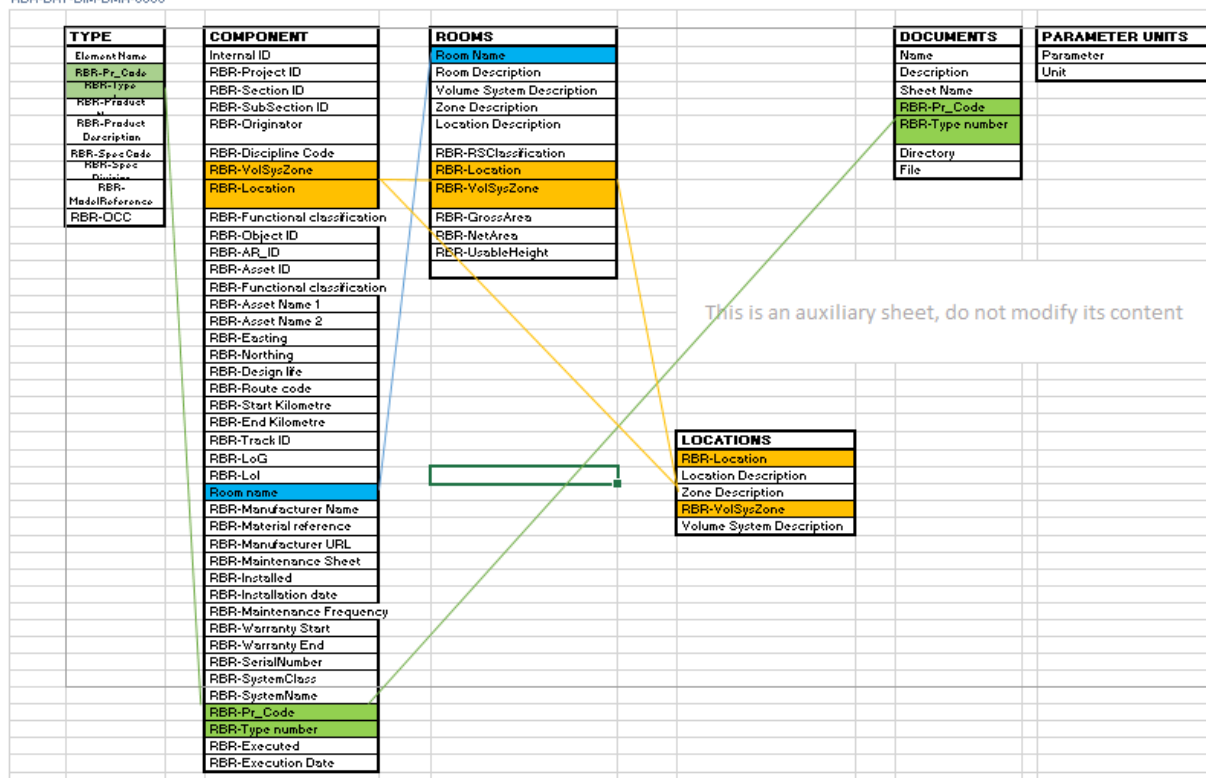 TYPE
Element Name
RBR-Pr_Code
RBR-Type
RBR-Product
RBR-Product
Description
RBR-SpecCode
RBR-Spec
Division
RBR-
ModelReference
RBR-OCC
COMPONENT
Internal ID
RBR-Project ID
RBR-Section ID
RBR-SubSection ID
RBR-Originator
RBR-Discipline Code
RBR-VolSysZone
RBR-Location
RBR-Functional classification
RBR-Object ID
RBR-AR_ID
RBR-Asset ID
RBR-Functional classification
RBR-Asset Name 1
RBR-Asset Name 2
RBR-Easting
RBR-Northing
RBR-Design life
RBR-Route code
RBR-Start Kilometre
RBR-End Kilometre
RBR-Track ID
RBR-LoG
RBR-LoI
Room name
RBR-Manufacturer Name
RBR-Material reference
RBR-Manufacturer URL
RBR-Maintenance Sheet
RBR-Installed
RBR-Installation date
RBR-Maintenance Frequency
RBR-Warranty Start
RBR-Warranty End
RBR-SerialNumber
RBR-SystemClass
RBR-SystemName
RBR-Pr_Code
RBR-Type number
RBR-Executed
RBR-Execution Date
ROOMS
Room Name
Room Description
Volume System Description
Zone Description
Location Description
RBR-RSClassification
RBR-Location
RBR-VolSysZone
RBR-GrossArea
RBR-NetArea
RBR-UsableHeight
LOCATIONS
RBR-Location
Location Description
Zone Description
RBR-VolSysZone
Volume System Description
DOCUMENTS
Name
Description
Sheet Name
RBR-Pr_Code
RBR-Type number
Directory
File
PARAMETER UNITS
Parameter
Unit
This is an auxiliary sheet, do not modify its content